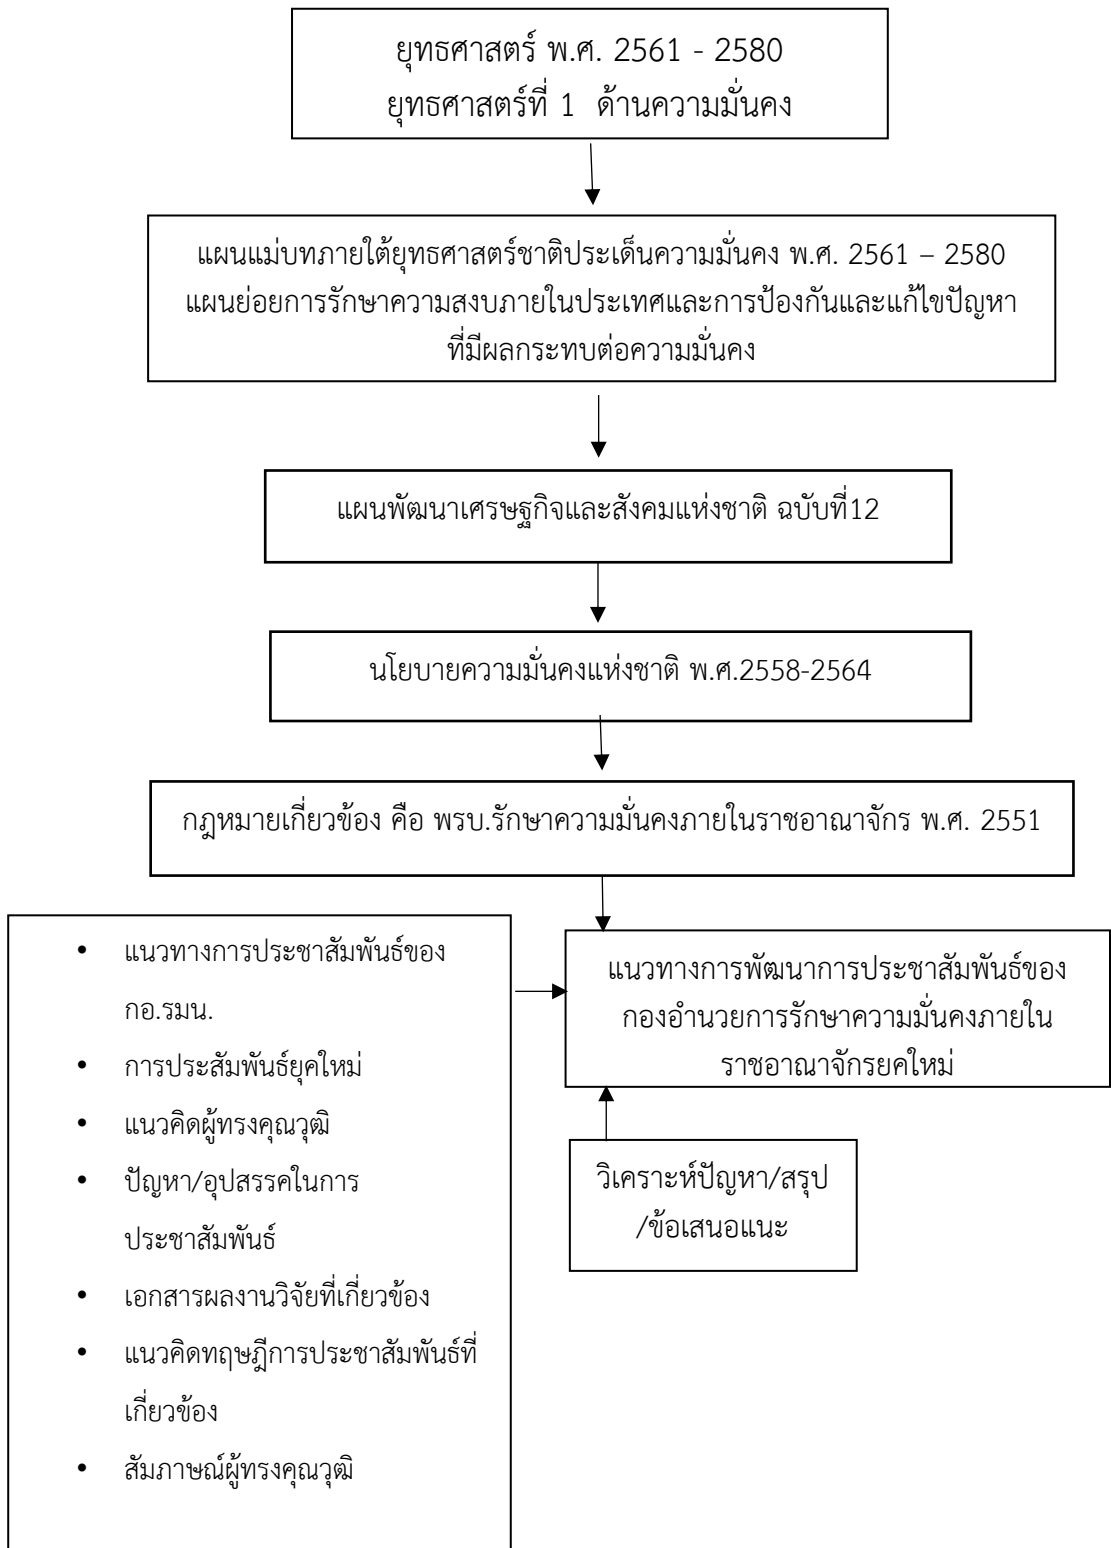 ยุทธศาสตร์ พ.ศ. 2561 - 2580
ยุทธศาสตร์ที่ 1 ด้านความมั่นคง
แผนแม่บทภายใต้ยุทธศาสตร์ชาติประเด็นความมั่นคง พ.ศ. 2561 – 2580
แผนย่อยการรักษาความสงบภายในประเทศและการป้องกันและแก้ไขปัญหา
ที่มีผลกระทบต่อความมั่นคง
แผนพัฒนาเศรษฐกิจและสังคมแห่งชาติ ฉบับที่12
นโยบายความมั่นคงแห่งชาติ พ.ศ.2558-2564
กฎหมายเกี่ยวข้อง คือ พรบ.รักษาความมั่นคงภายในราชอาณาจักร พ.ศ. 2551
• แนวทางการประชาสัมพันธ์ของ
กอ.รมน.
• การประสัมพันธ์ยุคใหม่
• แนวคิดผู้ทรงคุณวุฒิ
• ปัญหา/อุปสรรคในการ
ประชาสัมพันธ์
• เอกสารผลงานวิจัยที่เกี่ยวข้อง
• แนวคิดทฤษฎีการประชาสัมพันธ์ที่
เกี่ยวข้อง
• สัมภาษณ์ผู้ทรงคุณวุฒิ
แนวทางการพัฒนาการประชาสัมพันธ์ของ
กองอำนวยการรักษาความมั่นคงภายใน
ราชอาณาจักรยคใหม่
วิเคราะห์ปัญหา/สรุป
/ข้อเสนอแนะ